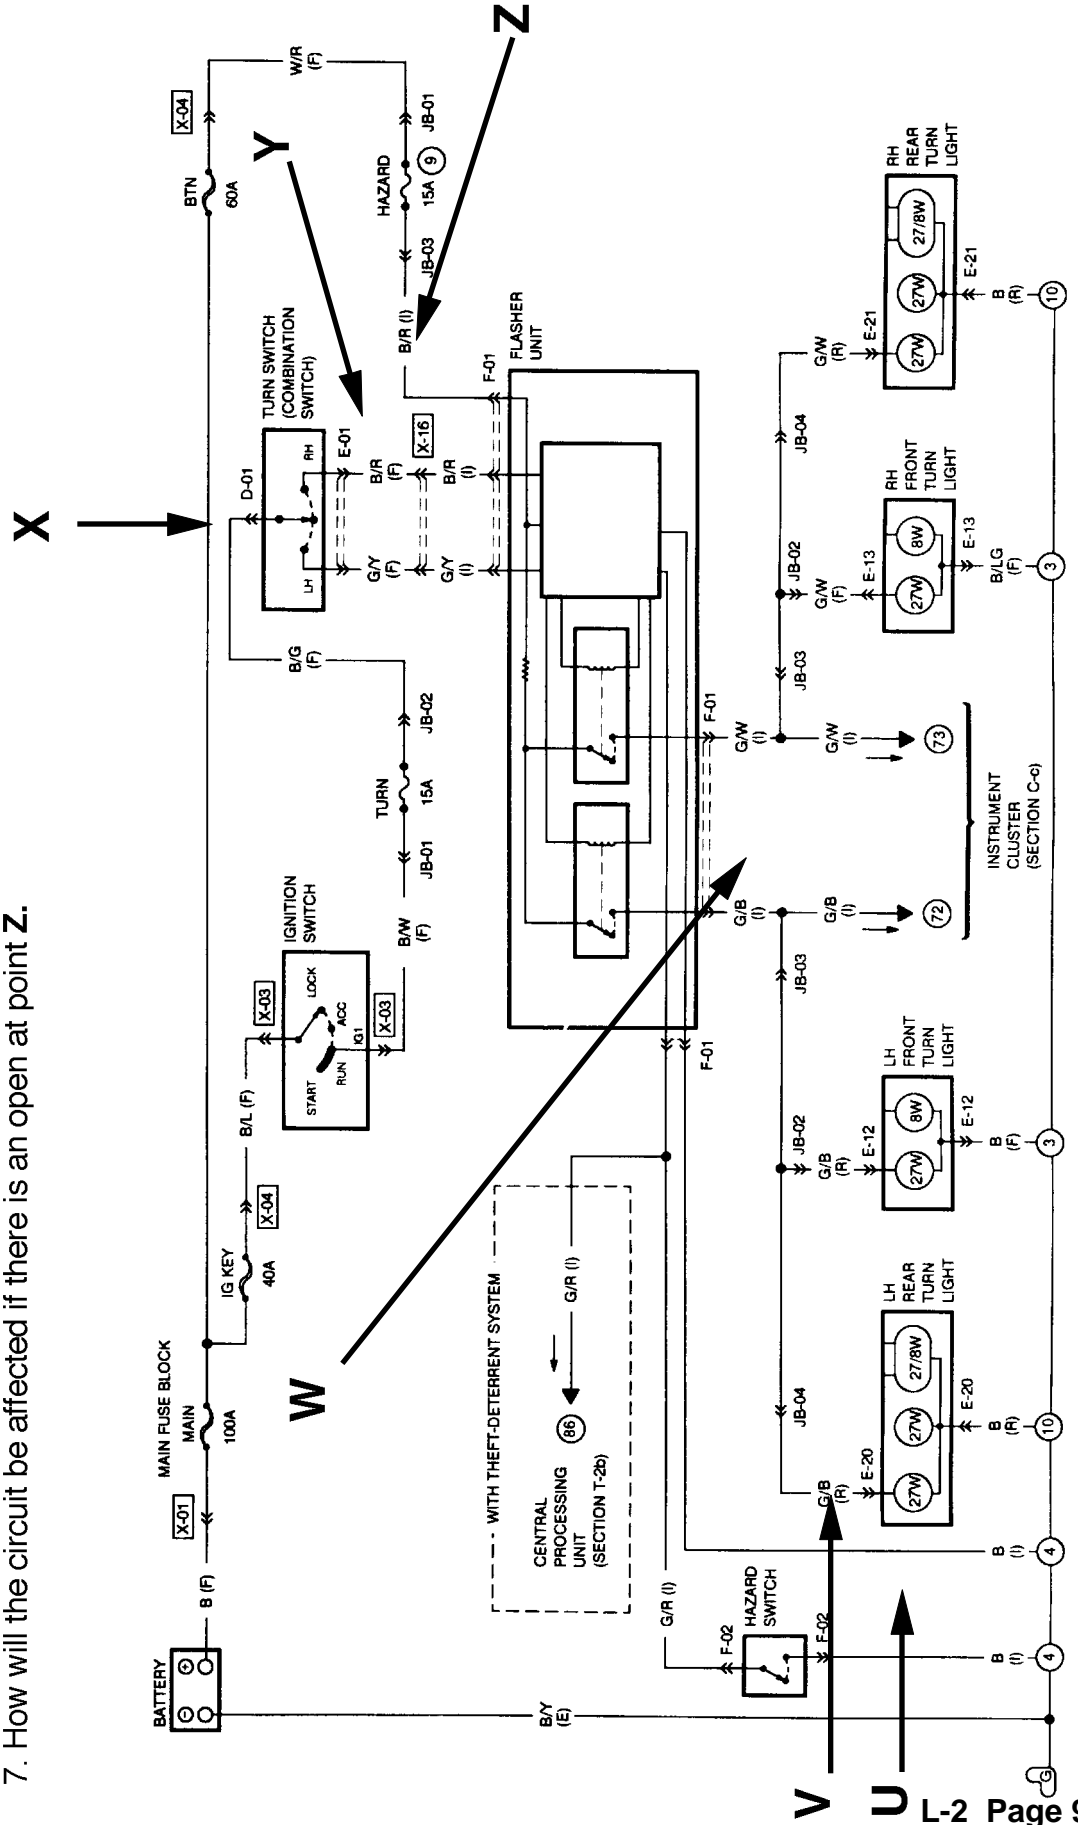 7. How will the circuit be affected if there is an open at point Z.
X
Y
Z
W
V
U
BATTERY
B (F)
X-01
MAIN FUSE BLOCK
MAIN
100A
IG KEY
40A
X-04
B/L (F)
X-03
IGNITION
SWITCH
LOCK
ACC
IG1
RUN
START
X-03
B/W
(F)
JB-01
TURN
15A
JB-02
B/G
(F)
D-01
TURN SWITCH
(COMBINATION
SWITCH)
LH
RH
E-01
G/Y
(F)
B/R
(F)
X-16
G/Y
(I)
B/R
(I)
F-01
BTN
60A
X-04
W/R
(F)
JB-01
HAZARD
15A
9
JB-03
B/R (I)
FLASHER
UNIT
F-01
F-01
G/B
(I)
G/W
(I)
G/B
(I)
G/W
(I)
72
73
INSTRUMENT
CLUSTER
(SECTION C-c)
WITH THEFT-DETERRENT SYSTEM
G/R (I)
86
CENTRAL
PROCESSING
UNIT
(SECTION T-2b)
G/R (I)
F-02
HAZARD
SWITCH
F-02
B/Y
(E)
B
(I)
4
B
(I)
4
JB-04
JB-02
JB-03
G/B
(R)
E-20
LH
REAR
TURN
LIGHT
27W
27W
27/8W
E-20
B
(R)
10
G/B
(R)
E-12
LH
FRONT
TURN
LIGHT
27W
8W
E-12
B
(F)
3
JB-03
JB-02
JB-04
G/W
(F)
E-13
RH
FRONT
TURN
LIGHT
27W
8W
E-13
B/LG
(F)
3
G/W
(R)
E-21
RH
REAR
TURN
LIGHT
27W
27W
27/8W
E-21
B
(R)
10
G
L-2 Page 9